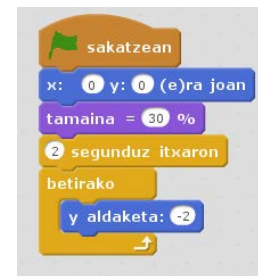 sakatzean
x: 0 y: 0 (e)ra joan
tamaina = 30 %
2 segunduz itxaron
betirako
y aldaketa: -2